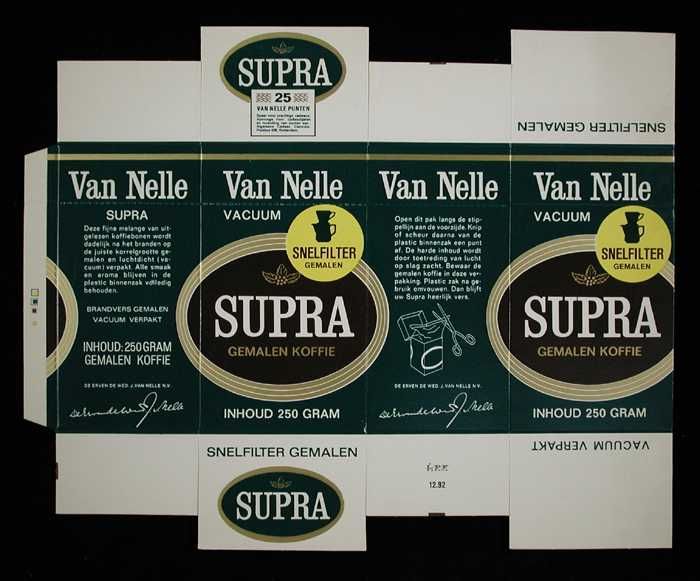 SUPRA
25
VAN NELLE PUNTEN
SNELFILTER GEMALEN
Van Nelle
SUPRA
Deze fijne melange van uit-
gelezen koffiebonen wordt
dadelijk na het branden op
de juiste korrelgrootte ge-
malen en luchtdicht (va-
cuum) verpakt. Alle smaak
en aroma blijven in de
plastic binnenzak volledig
behouden.
BRANDVERS GEMALEN
VACUUM VERPAKT
INHOUD: 250 GRAM
GEMALEN KOFFIE
DE ERVEN DE WED. J. VAN NELLE N.V.
Van Nelle
VACUUM
SNELFILTER
GEMALEN
SUPRA
GEMALEN KOFFIE
INHOUD 250 GRAM
Van Nelle
Open dit pak langs de stip-
pellijn aan de voorzijde. Knip
of scheur daarna van de
plastic binnenzak een punt
af. De harde inhoud wordt
door toetreding van lucht
op slag zacht. Bewaar de
gemalen koffie in deze ver-
pakking. Plastic zak na ge-
bruik omvouwen. Dan blijft
uw Supra heerlijk vers.
DE ERVEN DE WED. J. VAN NELLE N.V.
Van Nelle
VACUUM
SNELFILTER
GEMALEN
SUPRA
GEMALEN KOFFIE
INHOUD 250 GRAM
SNELFILTER GEMALEN
SUPRA
12.92
VACUUM VERPAKT